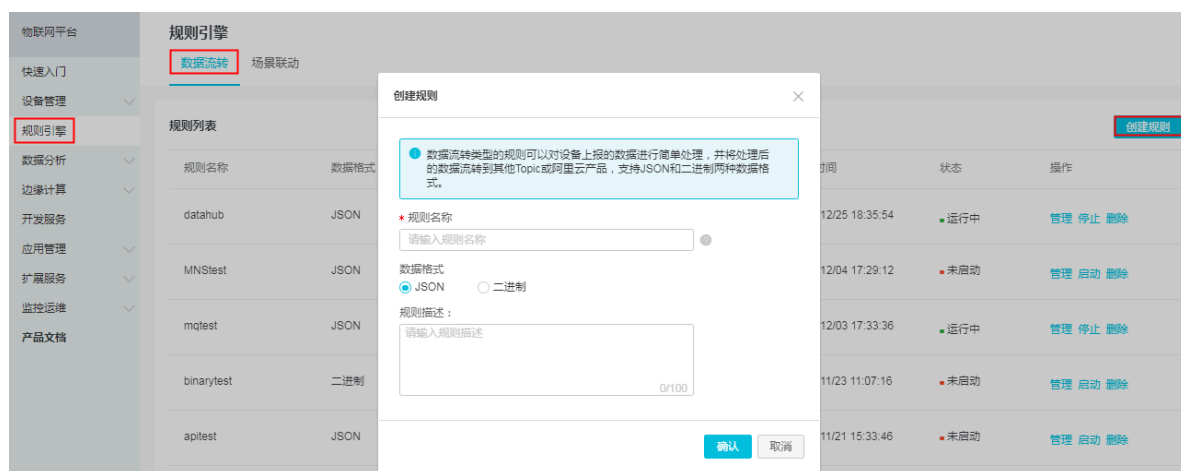 物联网平台
快速入门
设备管理
规则引擎
数据分析
边缘计算
开发服务
应用管理
扩展服务
监控运维
产品文档
规则引擎
数据流转 场景联动
规则列表
创建规则
规则名称 数据格式 时间 状态 操作
datahub JSON 12/25 18:35:54 运行中 管理 停止 删除
MNStest JSON 12/04 17:29:12 未启动 管理 启动 删除
mqtest JSON 12/03 17:33:36 运行中 管理 停止 删除
binarytest 二进制 11/23 11:07:16 未启动 管理 启动 删除
apitest JSON 11/21 15:33:46 未启动 管理 启动 删除
创建规则
数据流转类型的规则可以对设备上报的数据进行简单处理，并将处理后
的数据流转到其他Topic或阿里云产品，支持JSON和二进制两种数据格
式。
* 规则名称
请输入规则名称
数据格式
JSON 二进制
规则描述：
请输入规则描述
0/100
确认 取消